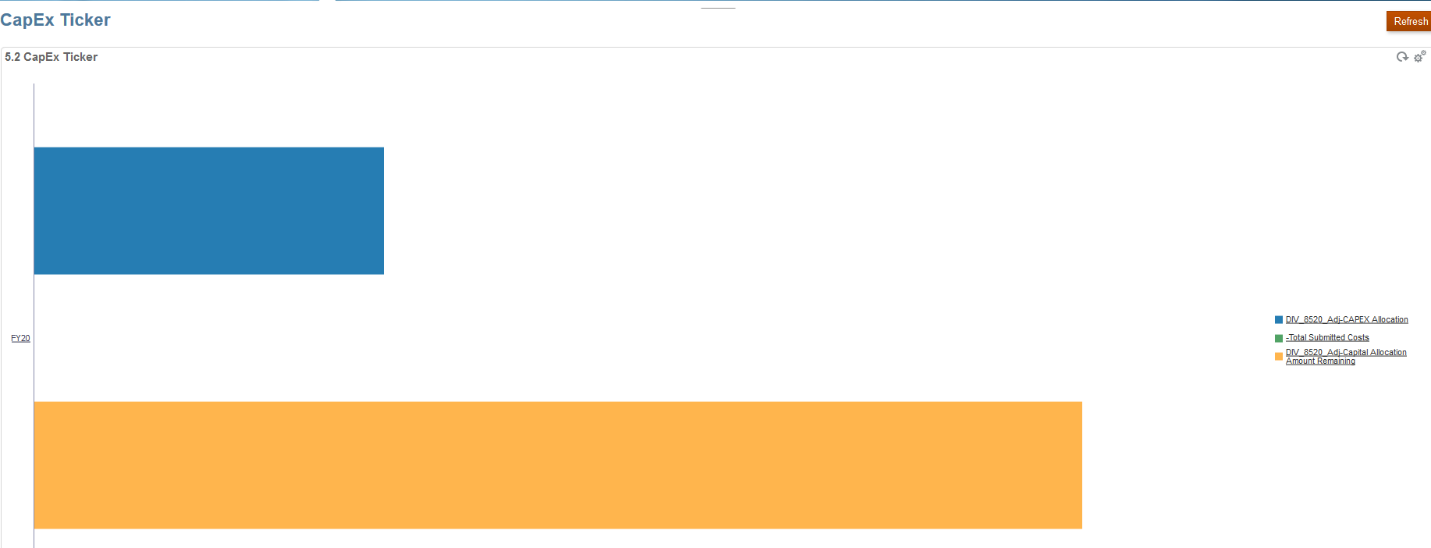 CapEx Ticker
Refresh
5.2 CapEx Ticker
FY20
DIV_8520_Adj-CAPEX Allocation
-Total Submitted Costs
DIV_8520_Adj-Capital Allocation
Amount Remaining